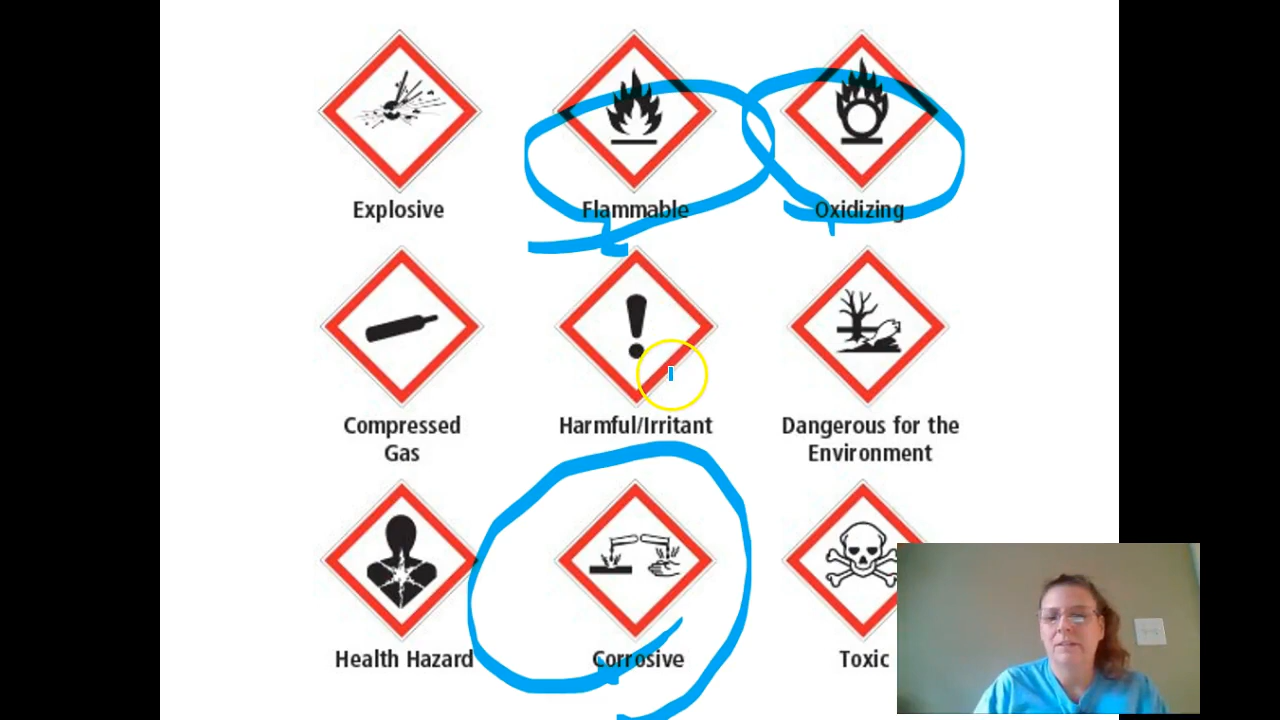 Explosive
Flammable
Oxidizing
Compressed
Gas
Harmful/Irritant
Dangerous for the
Environment
Health Hazard
Corrosive
Toxic